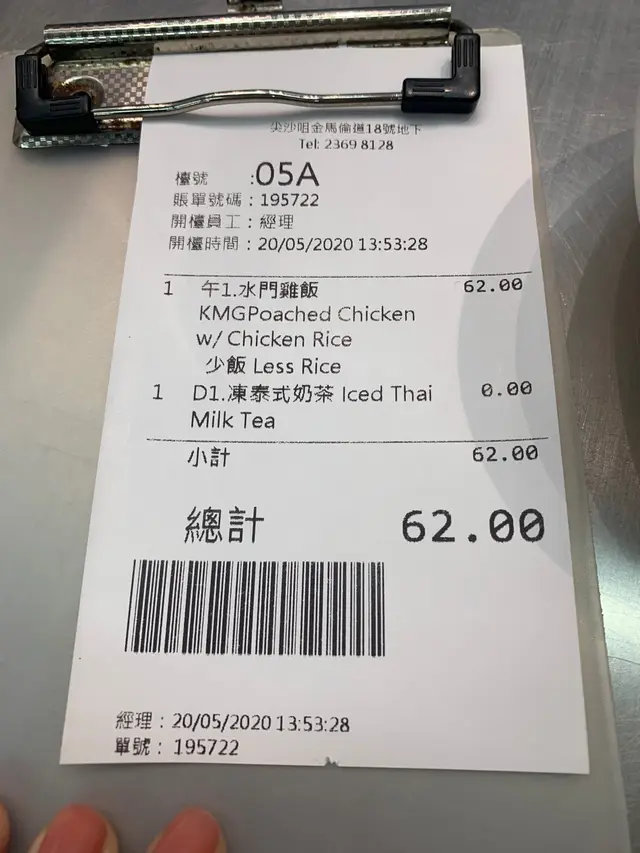 尖沙咀金馬倫道18號地下
Tel: 2369 8128
檯號 :05A
賬單號碼：195722
開檯員工：經理
開檯時間：20/05/2020 13:53:28
1 午1.水門雞飯 62.00
KMGPoached Chicken
w/ Chicken Rice
少飯 Less Rice
1 D1.凍泰式奶茶 Iced Thai 0.00
Milk Tea
小計 62.00
總計 62.00
經理：20/05/2020 13:53:28
單號：195722